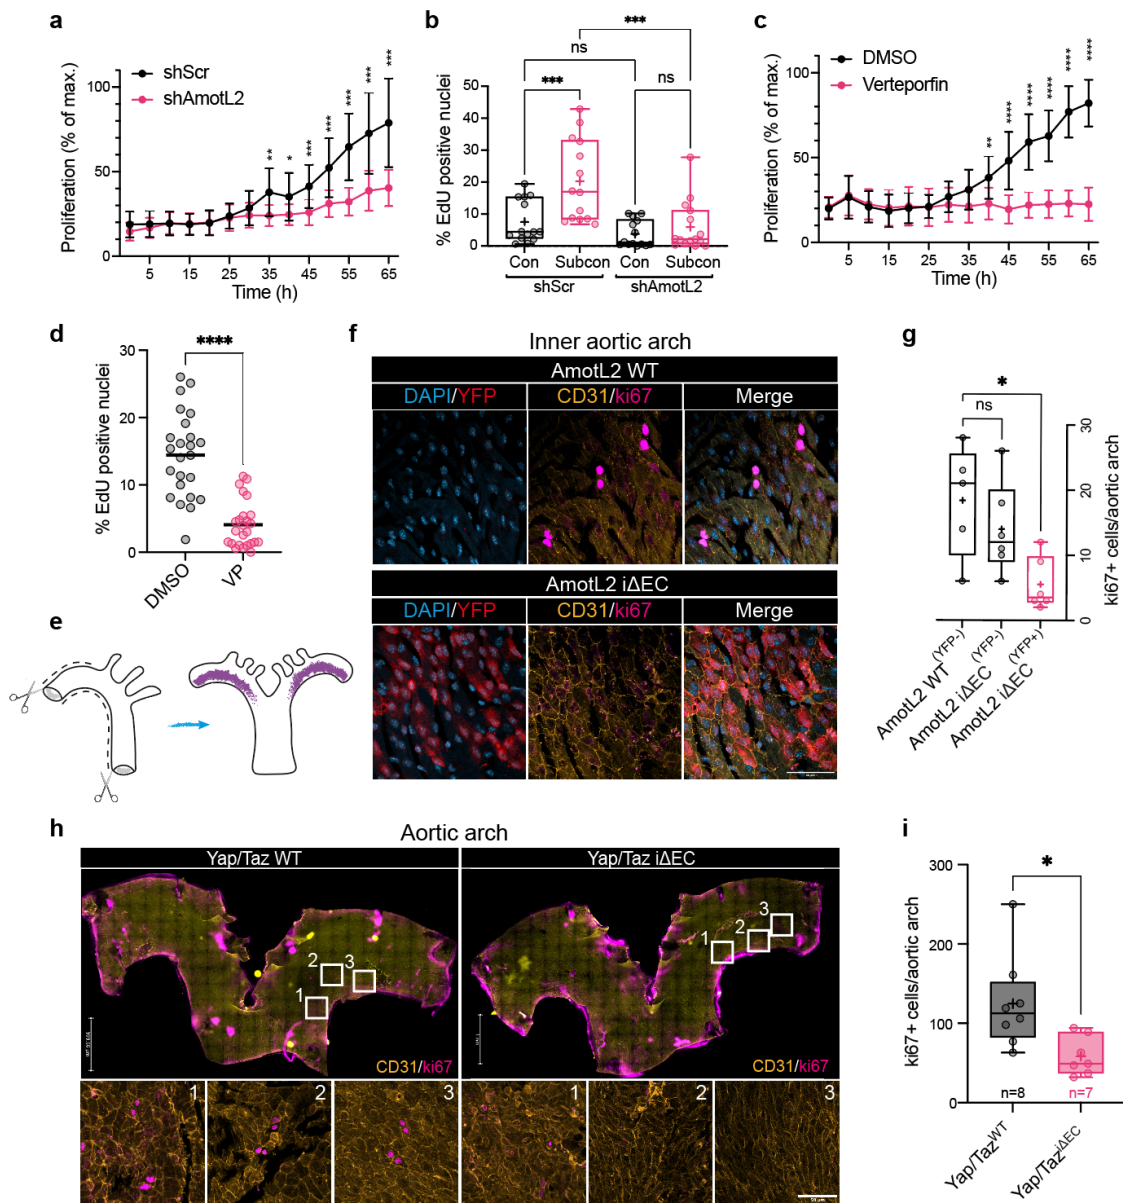 a
shScr
shAmotL2
Proliferation (% of max.)
100
50
0
5 15 25 35 45 55 65
Time (h)
** * *** *** *** *** ***
b
***
ns
*** ns
% EdU positive nuclei
50
40
30
20
10
0
Con Subcon Con Subcon
shScr shAmotL2
c
DMSO
Verteporfin
Proliferation (% of max.)
100
50
0
5 15 25 35 45 55 65
Time (h)
** **** **** **** **** ****
d
****
% EdU positive nuclei
30
20
10
0
DMSO VP
e
f
Inner aortic arch
AmotL2 WT
DAPI/YFP CD31/ki67 Merge
AmotL2 iΔEC
DAPI/YFP CD31/ki67 Merge
g
*
ns
30
20
10
0
ki67+ cells/aortic arch
AmotL2 WT (YFP-)
AmotL2 iΔEC (YFP-)
AmotL2 iΔEC (YFP+)
h
Aortic arch
Yap/Taz WT Yap/Taz iΔEC
1 2 3
1 2 3
CD31/ki67 CD31/ki67
1 2 3 1 2 3
i
*
ki67+ cells/aortic arch
300
200
100
0
n=8 n=7
Yap/Taz WT
Yap/Taz iΔEC